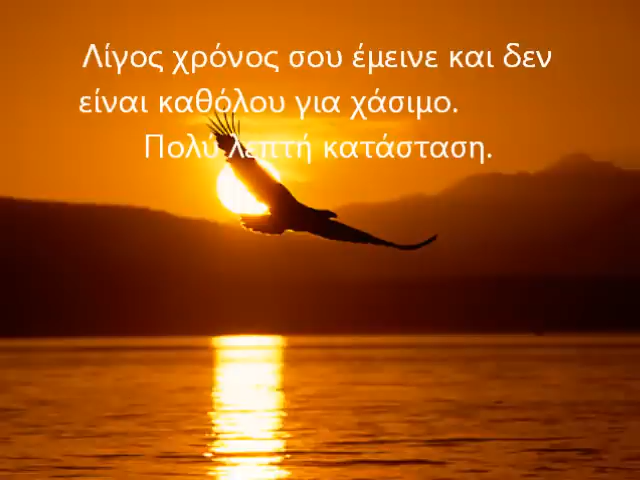 Λίγος χρόνος σου έμεινε και δεν
είναι καθόλου για χάσιμο.
Πολύ λεπτή κατάσταση.